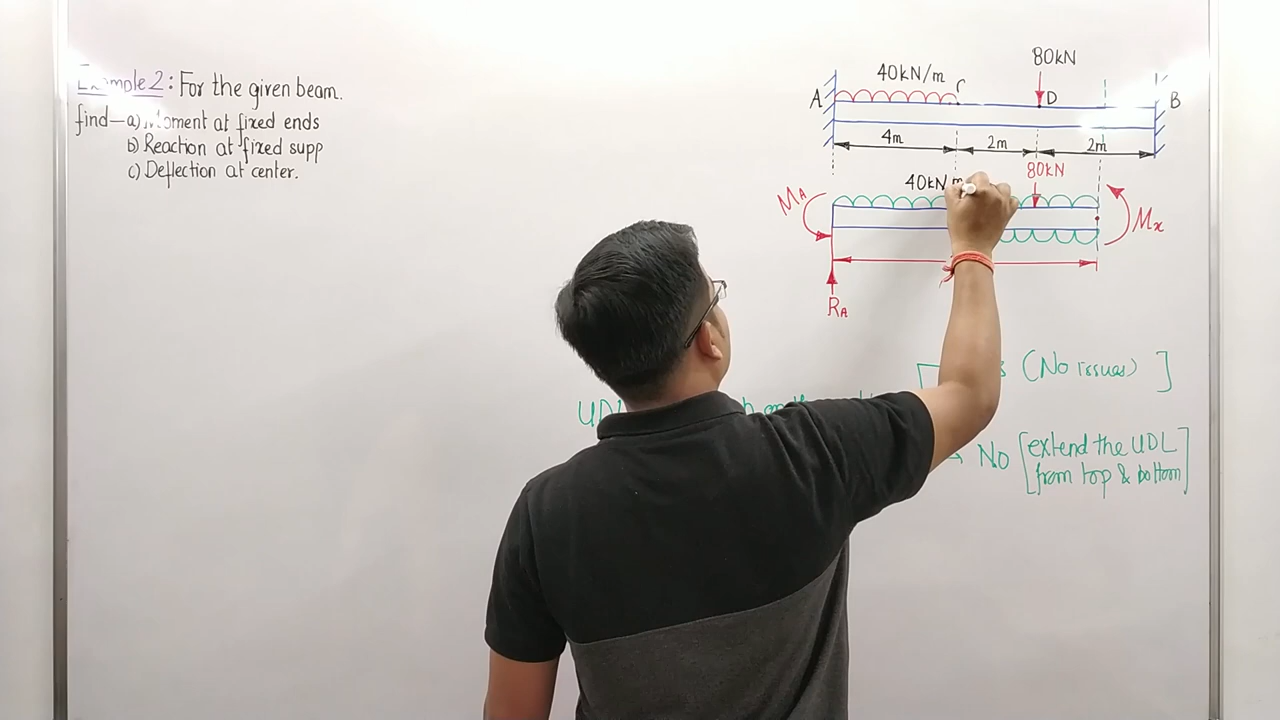 Example 2: For the given beam.
find—a) Moment at fixed ends
b) Reaction at fixed supp
c) Deflection at center.
80kN
40kN/m
C
A
D
B
4m
2m
2m
80kN
40kN/m
MA
Mx
RA
(No issues) ]
UDL
No [extend the UDL
from top & bottom]